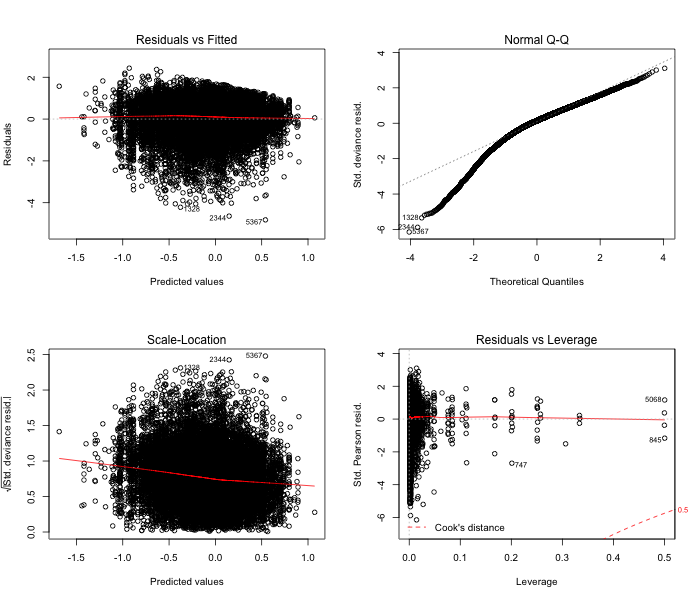 Residuals vs Fitted
Residuals
2
0
-2
-4
1328
2344
5367
-1.5 -1.0 -0.5 0.0 0.5 1.0
Predicted values
Normal Q-Q
Std. deviance resid.
4
2
0
-2
-4
-6
1328
2344
5367
-4 -2 0 2 4
Theoretical Quantiles
Scale-Location
√|Std. deviance resid.|
2.5
2.0
1.5
1.0
0.5
0.0
1328
2344
5367
-1.5 -1.0 -0.5 0.0 0.5 1.0
Predicted values
Residuals vs Leverage
Std. Pearson resid.
4
2
0
-2
-4
-6
5068
845
747
0.5
Cook's distance
0.0 0.1 0.2 0.3 0.4 0.5
Leverage